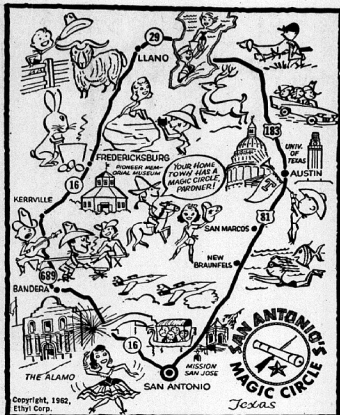 29
LLANO
183
FREDERICKSBURG
PIONEER MEM-
ORIAL MUSEUM
YOUR HOME
TOWN HAS A
MAGIC CIRCLE,
PARDNER!
UNIV.
OF
TEXAS
AUSTIN
16
KERRVILLE
81
SAN MARCOS
NEW
BRAUNFELS
689
BANDERA
16
THE ALAMO
MISSION
SAN JOSE
SAN ANTONIO
SAN ANTONIO'S
MAGIC CIRCLE
Texas
Copyright, 1962,
Ethyl Corp.